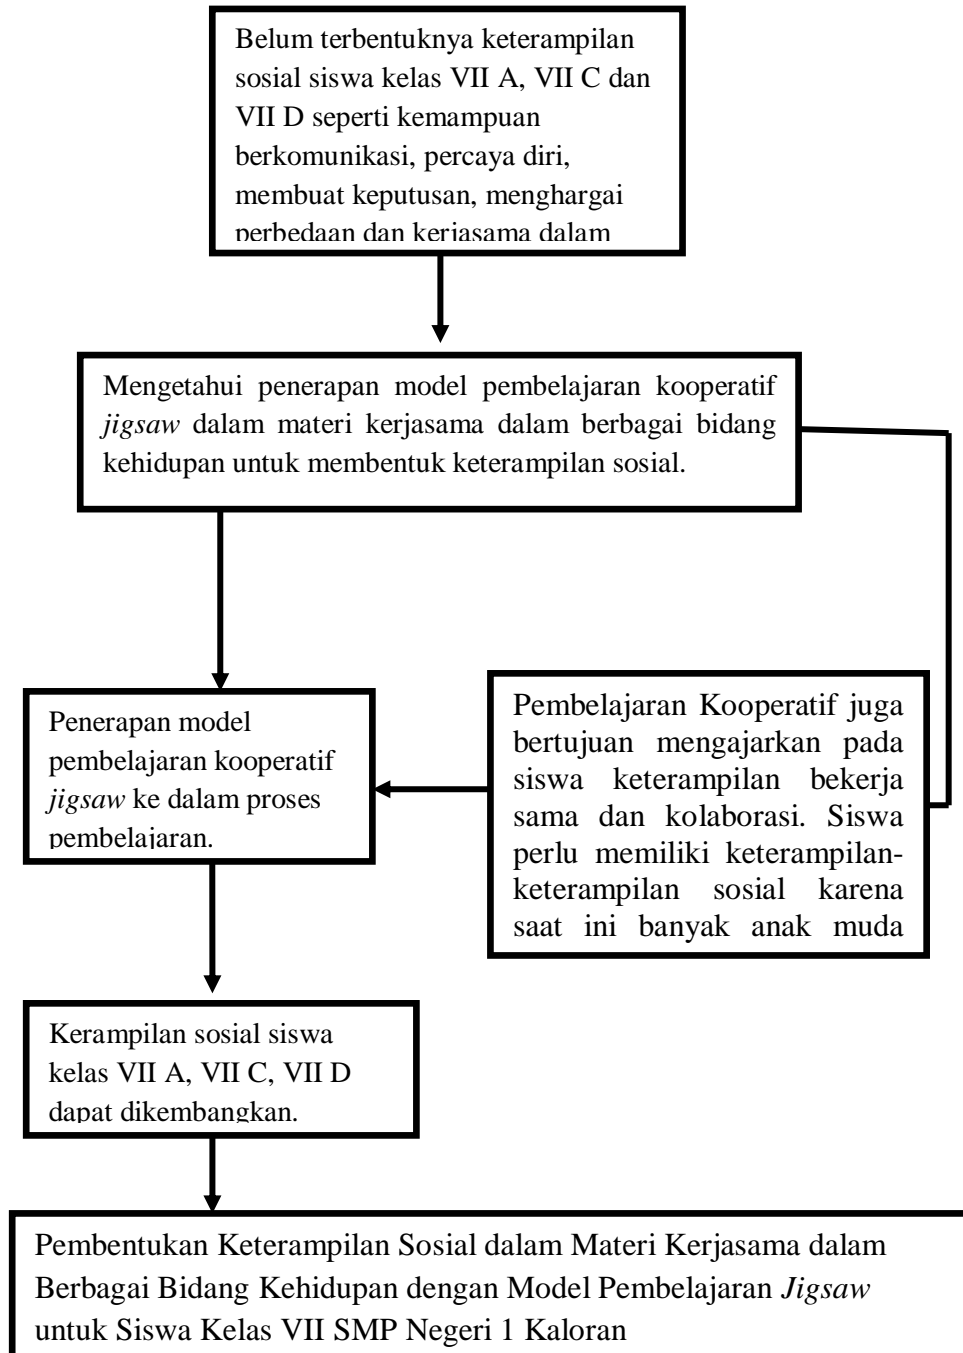 Belum terbentuknya keterampilan
sosial siswa kelas VII A, VII C dan
VII D seperti kemampuan
berkomunikasi, percaya diri,
membuat keputusan, menghargai
perbedaan dan kerjasama dalam
Mengetahui penerapan model pembelajaran kooperatif
jigsaw dalam materi kerjasama dalam berbagai bidang
kehidupan untuk membentuk keterampilan sosial.
Penerapan model
pembelajaran kooperatif
jigsaw ke dalam proses
pembelajaran.
Pembelajaran Kooperatif juga
bertujuan mengajarkan pada
siswa keterampilan bekerja
sama dan kolaborasi. Siswa
perlu memiliki keterampilan-
keterampilan sosial karena
saat ini banyak anak muda
Kerampilan sosial siswa
kelas VII A, VII C, VII D
dapat dikembangkan.
Pembentukan Keterampilan Sosial dalam Materi Kerjasama dalam
Berbagai Bidang Kehidupan dengan Model Pembelajaran Jigsaw
untuk Siswa Kelas VII SMP Negeri 1 Kaloran